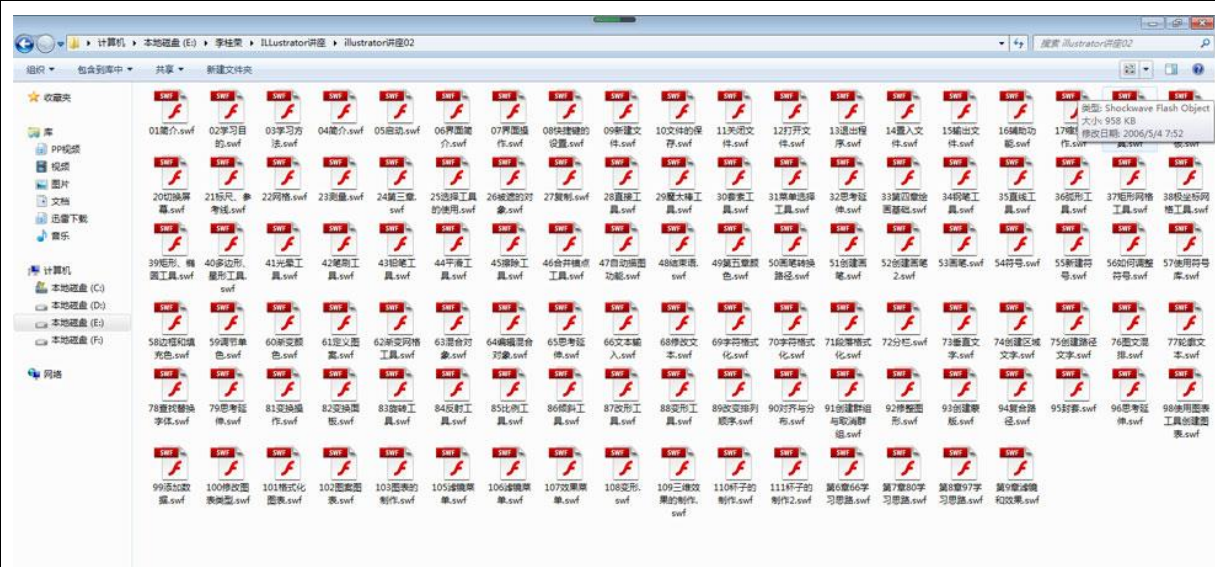 计算机 ▸ 本地磁盘 (E:) ▸ 李桂荣 ▸ ILLustrator讲座 ▸ illustrator讲座02
搜索 illustrator讲座02
组织 包含到库中 共享 新建文件夹
收藏夹
库
PP视频
视频
图片
文档
迅雷下载
音乐
计算机
本地磁盘 (C:)
本地磁盘 (D:)
本地磁盘 (E:)
本地磁盘 (F:)
网络
类型: Shockwave Flash Object
大小: 958 KB
修改日期: 2006/5/4 7:52
01简介.swf 02学习目的.swf 03学习方法.swf 04简介.swf 05启动.swf 06界面简介.swf 07界面操作.swf 08快捷键的设置.swf 09新建文件.swf 10文件的保存.swf 11关闭文件.swf 12打开文件.swf 13退出程序.swf 14置入文件.swf 15输出文件.swf 16辅助功能.swf
20切换屏幕.swf 21标尺、参考线.swf 22网格.swf 23测量.swf 24第三章.swf 25选择工具的使用.swf 26被遮的对象.swf 27复制.swf 28直接工具.swf 29魔太棒工具.swf 30套索工具.swf 31菜单选择工具.swf 32思考延伸.swf 33第四章绘画基础.swf 34钢笔工具.swf 35直线工具.swf 36弧形工具.swf 37矩形网格工具.swf 38极坐标网格工具.swf
39矩形、椭圆工具.swf 40多边形、星形工具.swf 41光晕工具.swf 42笔刷工具.swf 43铅笔工具.swf 44平滑工具.swf 45擦除工具.swf 46合并锚点工具.swf 47自动描图功能.swf 48结束语.swf 49第五章颜色.swf 50画笔转换路径.swf 51创建画笔.swf 52创建画笔2.swf 53画笔.swf 54符号.swf 55新建符号.swf 56如何调整符号.swf 57使用符号库.swf
58边框和填充色.swf 59调节单色.swf 60渐变颜色.swf 61定义图案.swf 62渐变网格工具.swf 63混合对象.swf 64编辑混合对象.swf 65思考延伸.swf 66文本输入.swf 68修改文本.swf 69字符格式化.swf 70字符格式化.swf 71段落格式化.swf 72分栏.swf 73垂直文字.swf 74创建区域文字.swf 75创建路径文字.swf 76图文混排.swf 77轮廓文本.swf
78查找替换字体.swf 79思考延伸.swf 81变换操作.swf 82变换面板.swf 83旋转工具.swf 84反射工具.swf 85比例工具.swf 86倾斜工具.swf 87改形工具.swf 88变形工具.swf 89改变排列顺序.swf 90对齐与分布.swf 91创建群组与取消群组.swf 92修整图形.swf 93创建蒙版.swf 94复合路径.swf 95封套.swf 96思考延伸.swf 98使用图表工具创建图表.swf
99添加数据.swf 100修改图表类型.swf 101格式化图表.swf 102图案图表.swf 103图表的制作.swf 105滤镜菜单.swf 106滤镜菜单.swf 107效果菜单.swf 108变形.swf 109三维效果的制作.swf 110杯子的制作.swf 111杯子的制作2.swf 第6章66学习思路.swf 第7章80学习思路.swf 第8章97学习思路.swf 第9章滤镜和效果.swf